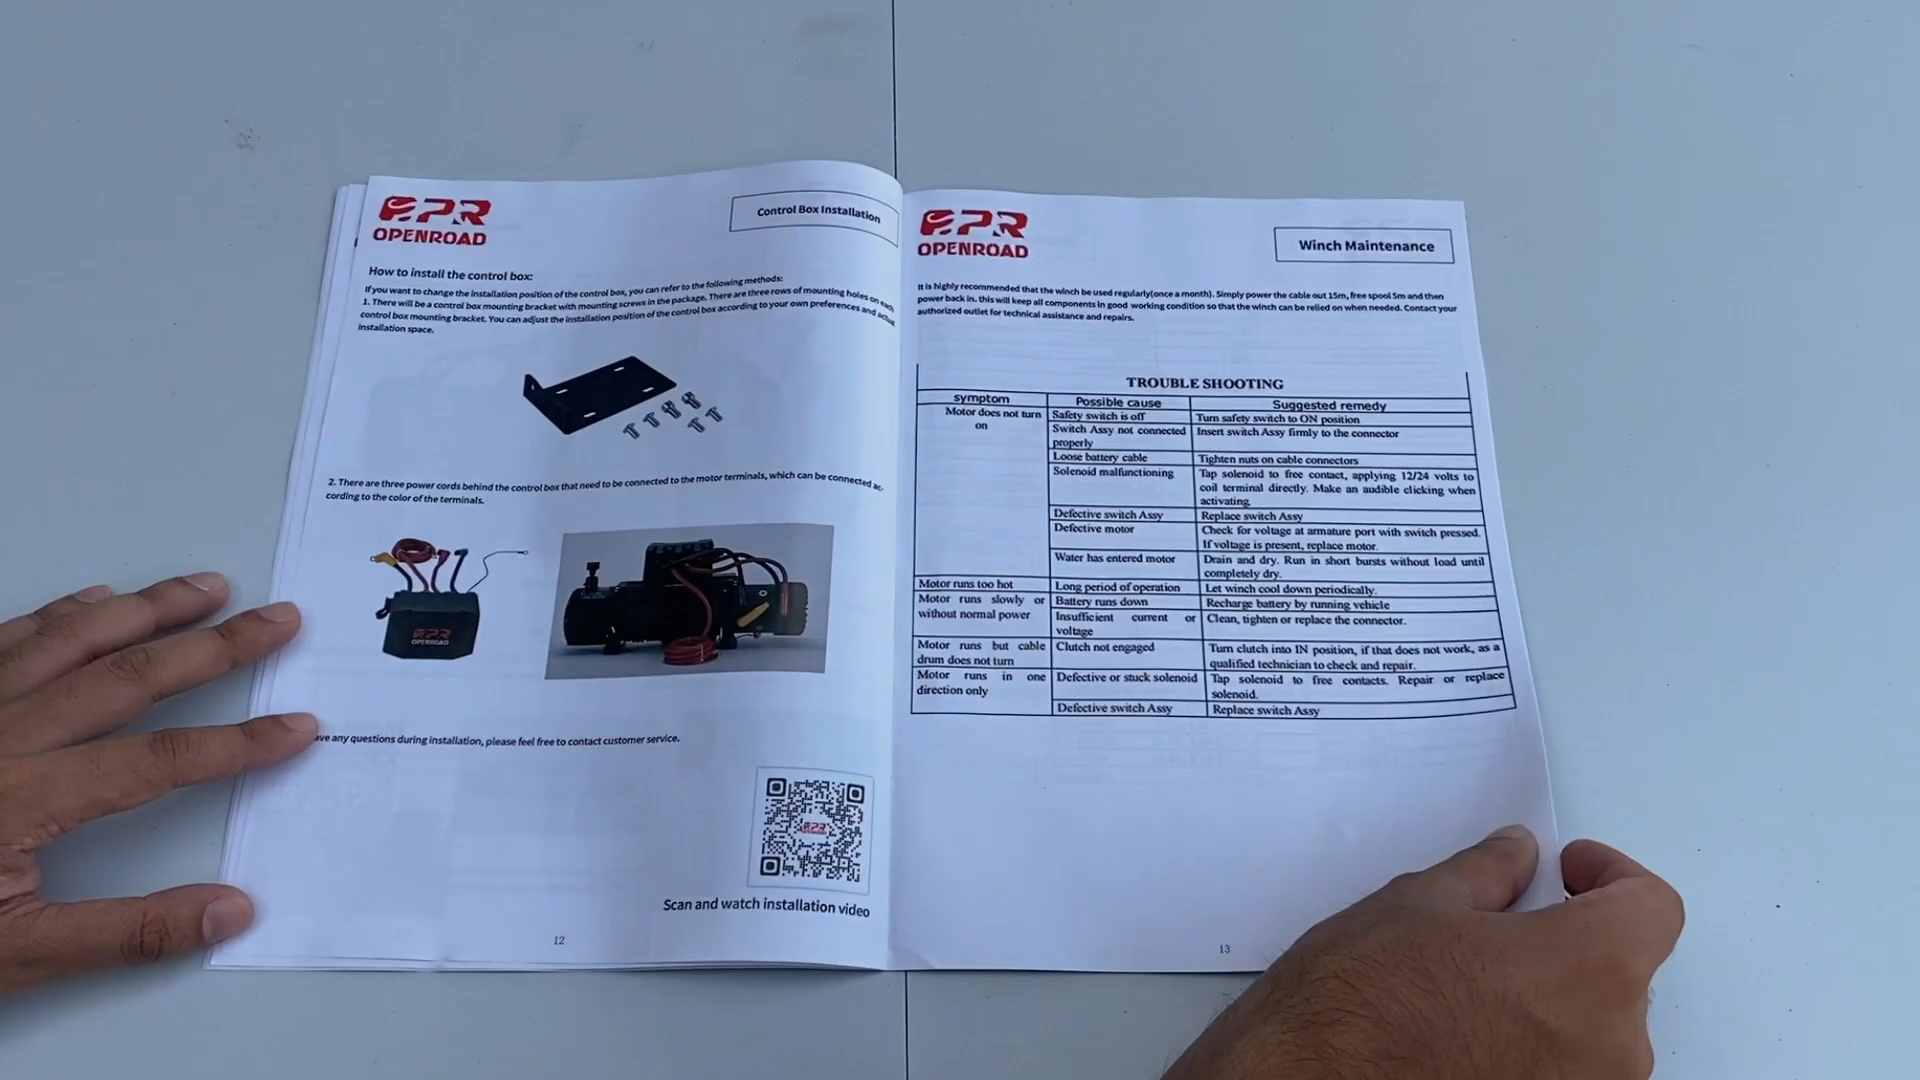 OPENROAD
Control Box Installation
How to install the control box:
If you want to change the installation position of the control box, you can refer to the following methods:
1. There will be a control box mounting bracket with mounting screws in the package. There are three rows of mounting holes on each
control box mounting bracket. You can adjust the installation position of the control box according to your own preferences and actual
installation space.
2. There are three power cords behind the control box that need to be connected to the motor terminals, which can be connected ac-
cording to the color of the terminals.
OPENROAD
any questions during installation, please feel free to contact customer service.
Scan and watch installation video
12
OPENROAD
Winch Maintenance
It is highly recommended that the winch be used regularly(once a month). Simply power the cable out 15m, free spool 5m and then
power back in. this will keep all components in good working condition so that the winch can be relied on when needed. Contact your
authorized outlet for technical assistance and repairs.
TROUBLE SHOOTING
symptom Possible cause Suggested remedy
Motor does not turn on
Safety switch is off Turn safety switch to ON position
Switch Assy not connected properly Insert switch Assy firmly to the connector
Loose battery cable Tighten nuts on cable connectors
Solenoid malfunctioning Tap solenoid to free contact, applying 12/24 volts to
coil terminal directly. Make an audible clicking when
activating.
Defective switch Assy Replace switch Assy
Defective motor Check for voltage at armature port with switch pressed.
If voltage is present, replace motor.
Water has entered motor Drain and dry. Run in short bursts without load until
completely dry.
Motor runs too hot Long period of operation Let winch cool down periodically.
Motor runs slowly or without normal power
Battery runs down Recharge battery by running vehicle
Insufficient current or voltage Clean, tighten or replace the connector.
Motor runs but cable drum does not turn
Clutch not engaged Turn clutch into IN position, if that does not work, as a
qualified technician to check and repair.
Motor runs in one direction only
Defective or stuck solenoid Tap solenoid to free contacts. Repair or replace
solenoid.
Defective switch Assy Replace switch Assy
13